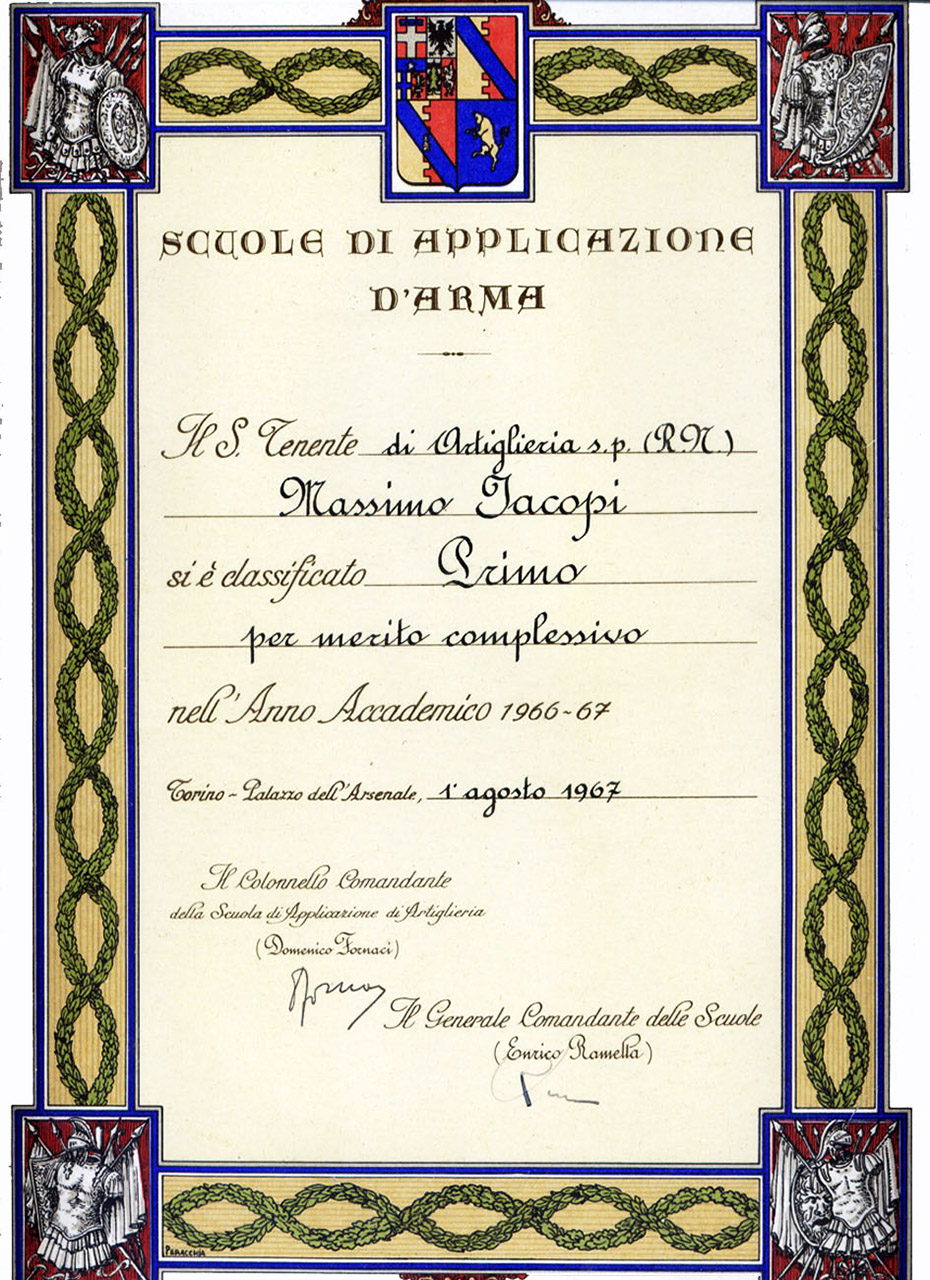 SCUOLE DI APPLICAZIONE
D'ARMA
Il S. Tenente di Artiglieria s.p. (R.N.)
Massimo Iacopi
si è classificato Primo
per merito complessivo
nell'Anno Accademico 1966-67
Torino - Palazzo dell'Arsenale, 1° agosto 1967
Il Colonnello Comandante
della Scuola di Applicazione di Artiglieria
(Domenico Fornaci)
Il Generale Comandante delle Scuole
(Enrico Ramella)
PARACCHIA